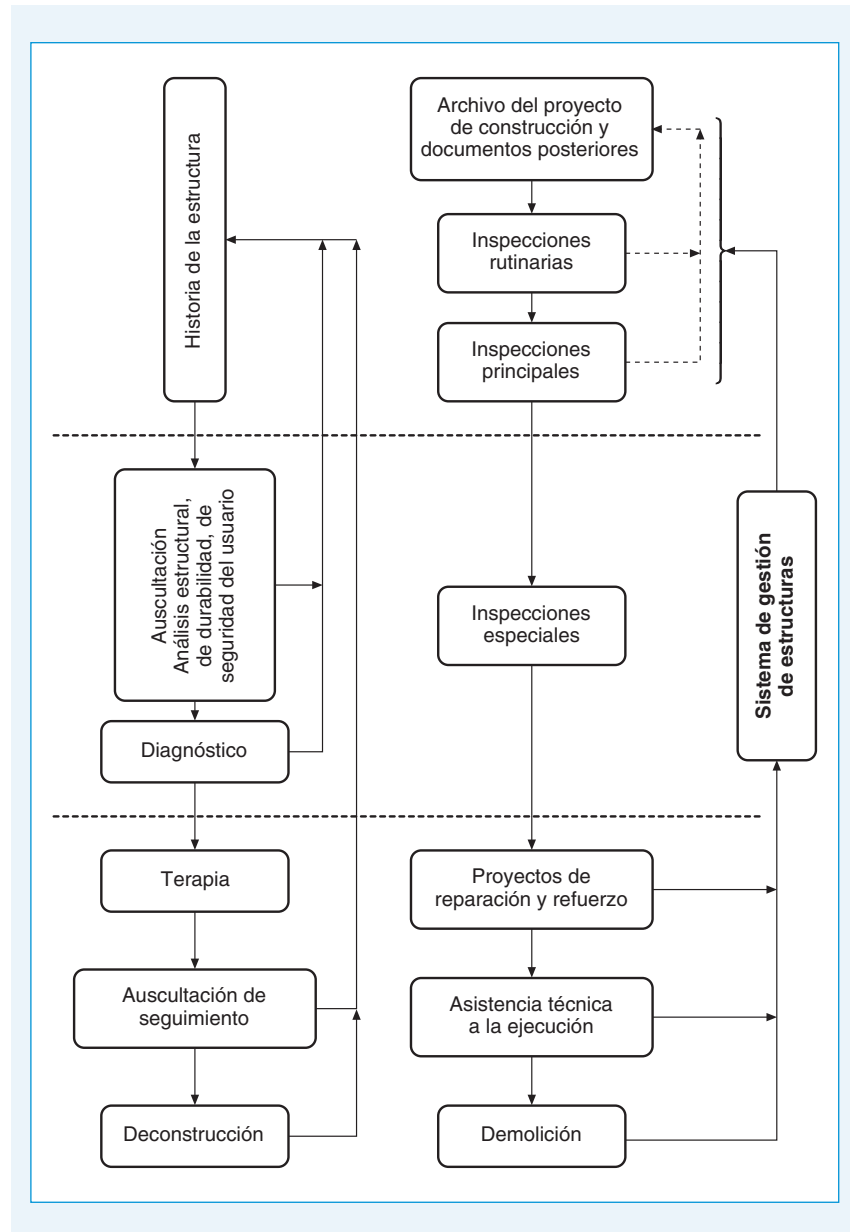 Historia de la estructura
Auscultación
Análisis estructural,
de durabilidad, de
seguridad del usuario
Diagnóstico
Terapia
Auscultación de
seguimiento
Deconstrucción
Archivo del proyecto
de construcción y
documentos posteriores
Inspecciones
rutinarias
Inspecciones
principales
Inspecciones
especiales
Proyectos de
reparación y refuerzo
Asistencia técnica
a la ejecución
Demolición
Sistema de gestión
de estructuras